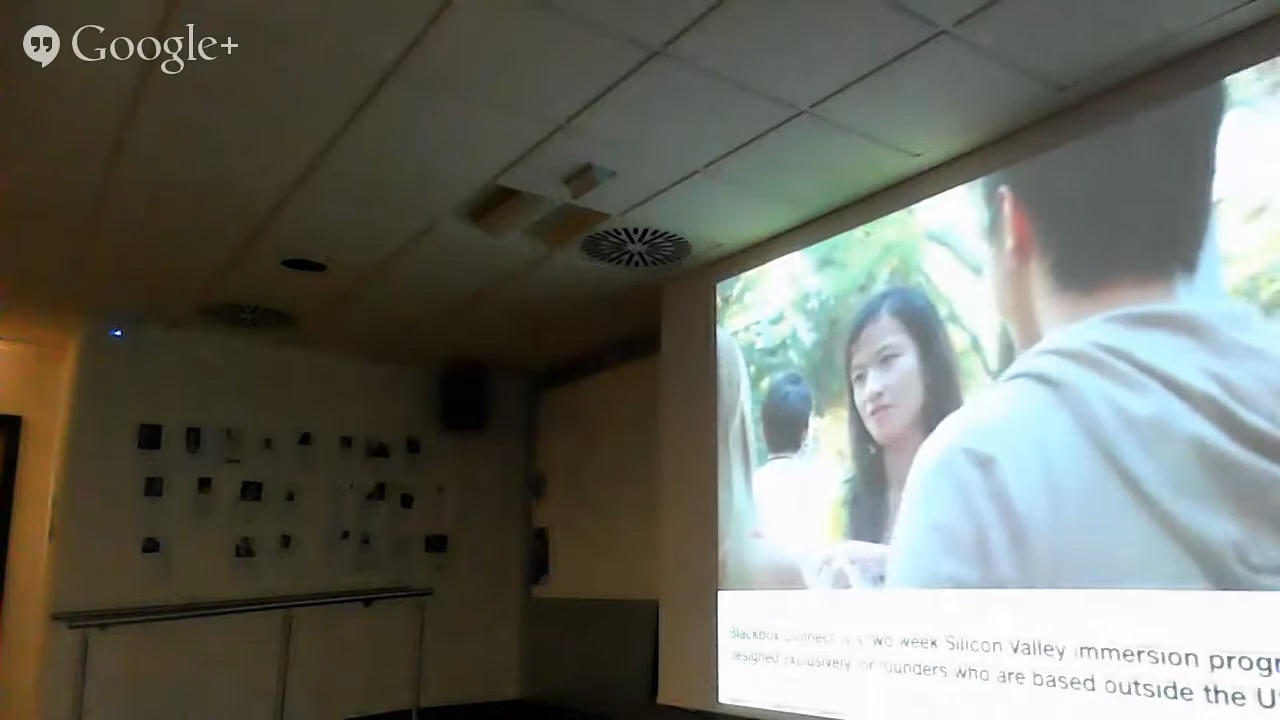 Google+
Blackbox Connect is a two week Silicon Valley immersion progr
designed exclusively for founders who are based outside the U